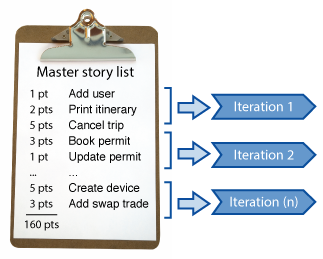 Master story list
1 pt Add user
2 pts Print itinerary
5 pts Cancel trip
3 pts Book permit
1 pt Update permit
... ...
5 pts Create device
3 pts Add swap trade
160 pts
Iteration 1
Iteration 2
Iteration (n)